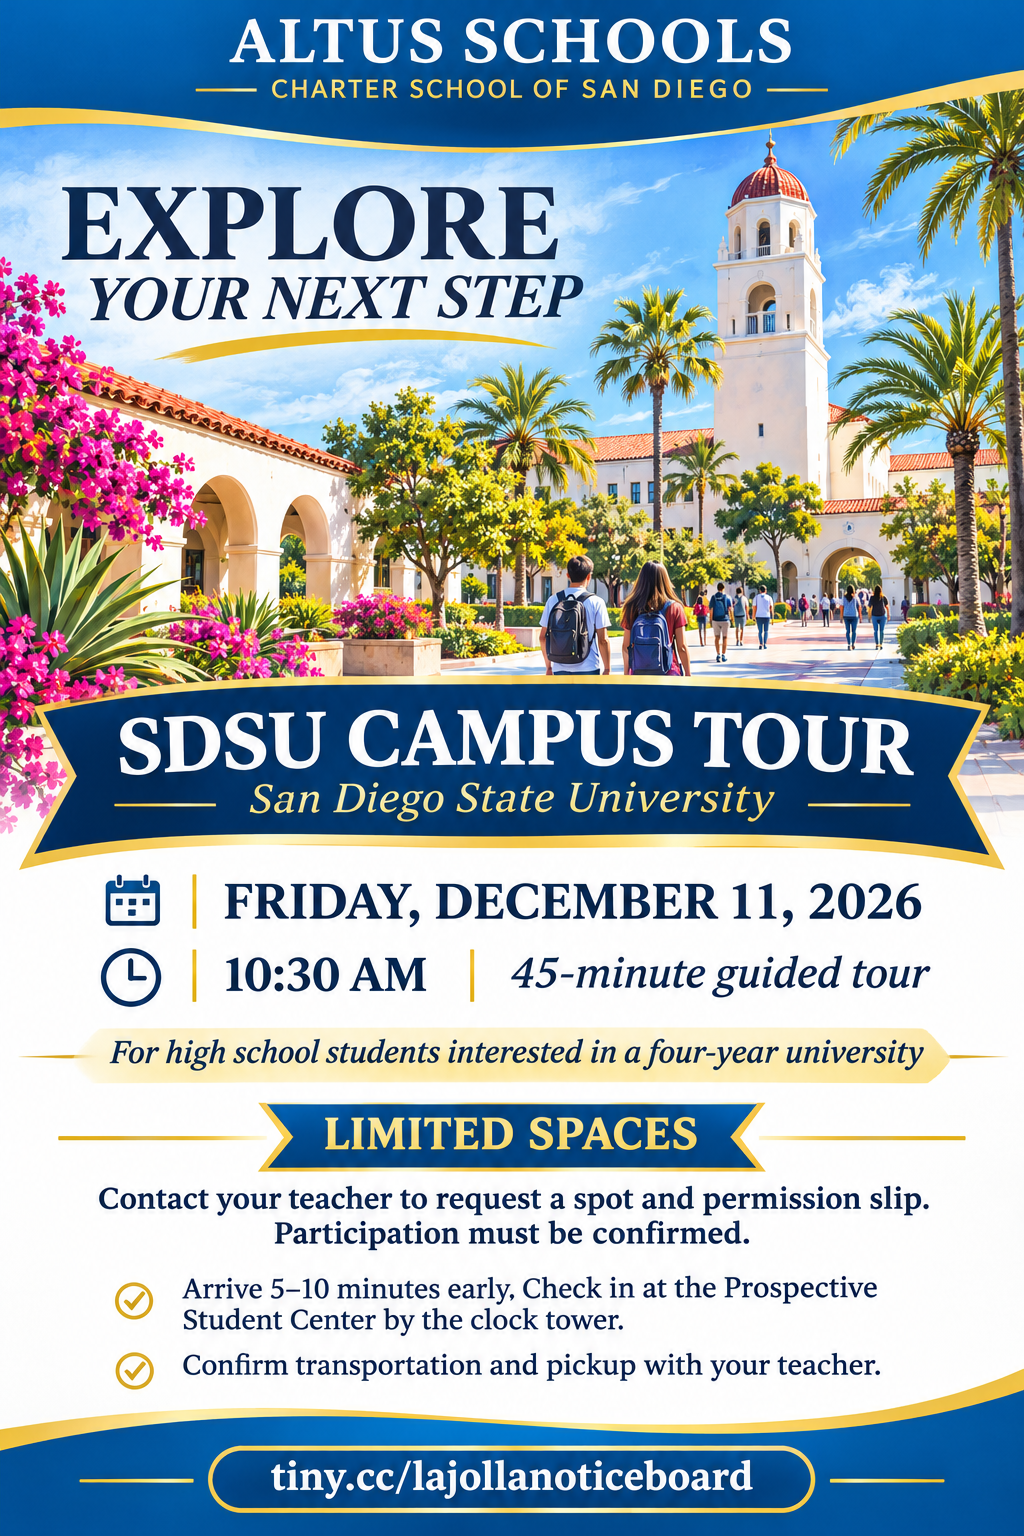 ALTUS SCHOOLS
CHARTER SCHOOL OF SAN DIEGO
EXPLORE
YOUR NEXT STEP
SDSU CAMPUS TOUR
San Diego State University
FRIDAY, DECEMBER 11, 2026
10:30 AM | 45-minute guided tour
For high school students interested in a four-year university
LIMITED SPACES
Contact your teacher to request a spot and permission slip.
Participation must be confirmed.
Arrive 5–10 minutes early, Check in at the Prospective
Student Center by the clock tower.
Confirm transportation and pickup with your teacher.
tiny.cc/lajollanoticeboard